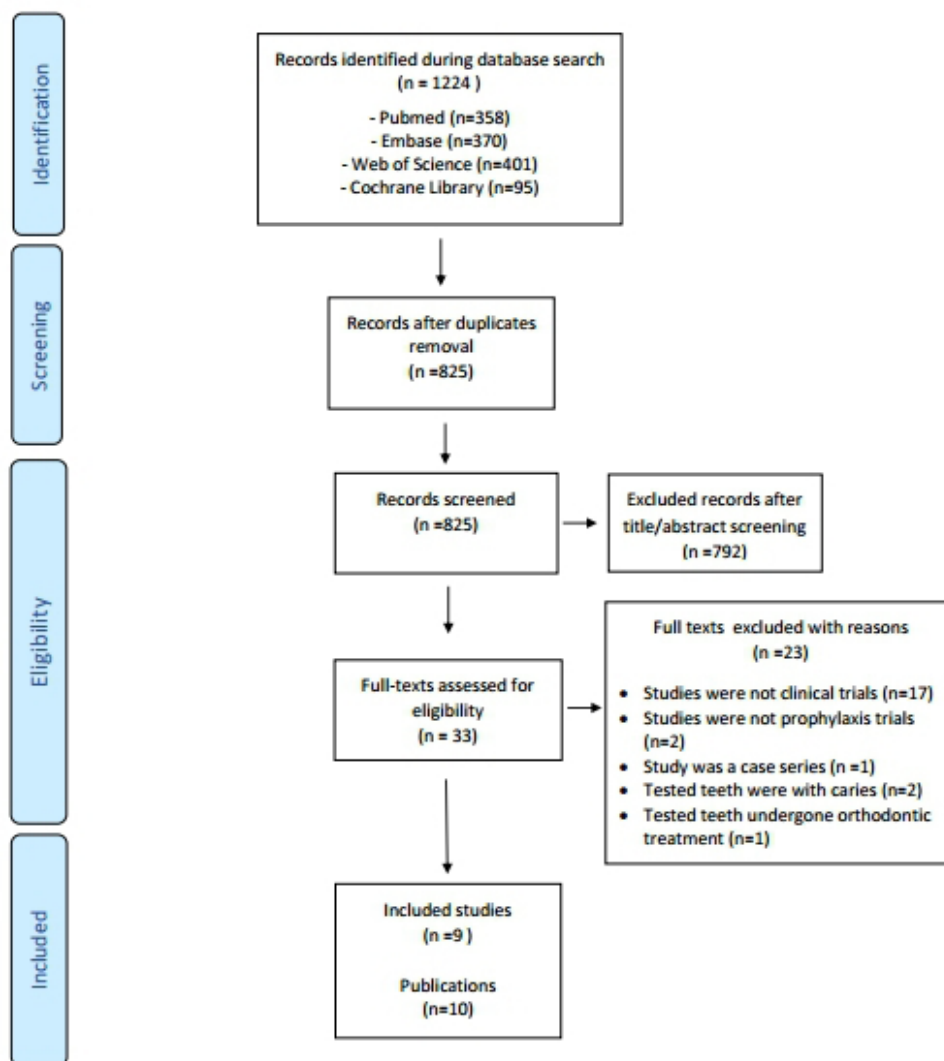 Identification
Records identified during database search
(n = 1224 )
- Pubmed (n=358)
- Embase (n=370)
- Web of Science (n=401)
- Cochrane Library (n=95)
Screening
Records after duplicates
removal
(n =825)
Eligibility
Records screened
(n =825)
Excluded records after
title/abstract screening
(n =792)
Full-texts assessed for
eligibility
(n = 33)
Full texts excluded with reasons
(n =23)
• Studies were not clinical trials (n=17)
• Studies were not prophylaxis trials
(n=2)
• Study was a case series (n =1)
• Tested teeth were with caries (n=2)
• Tested teeth undergone orthodontic
treatment (n=1)
Included
Included studies
(n =9 )
Publications
(n=10)